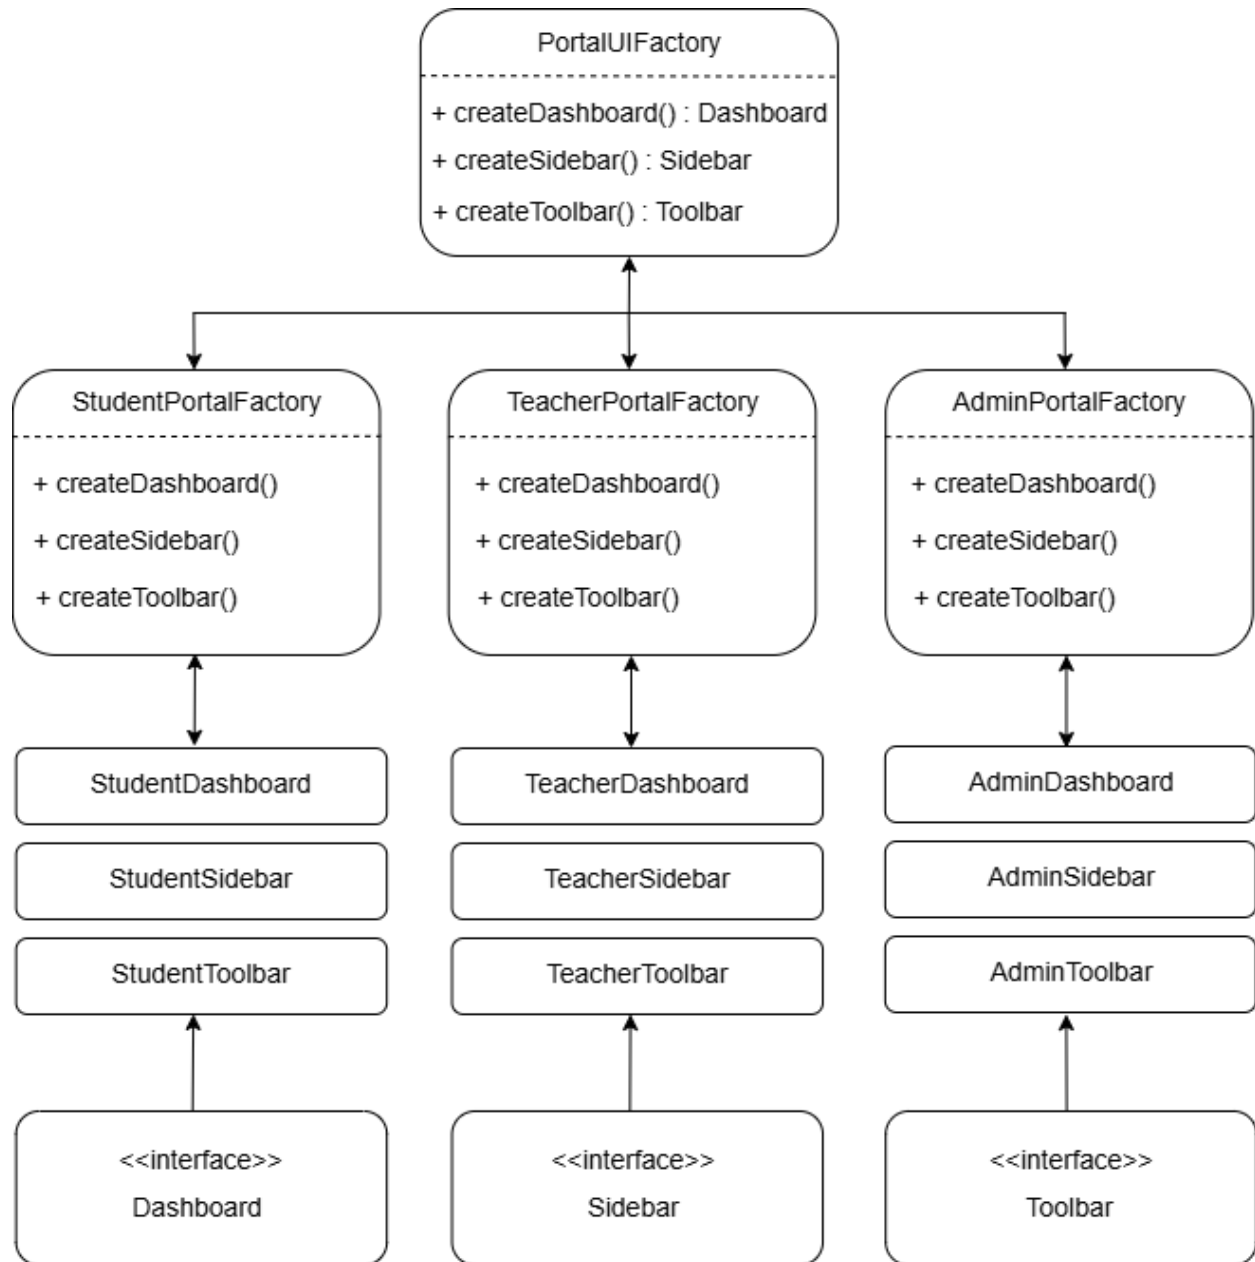 PortalUIFactory
+ createDashboard() : Dashboard
+ createSidebar() : Sidebar
+ createToolbar() : Toolbar
StudentPortalFactory
+ createDashboard()
+ createSidebar()
+ createToolbar()
TeacherPortalFactory
+ createDashboard()
+ createSidebar()
+ createToolbar()
AdminPortalFactory
+ createDashboard()
+ createSidebar()
+ createToolbar()
StudentDashboard
StudentSidebar
StudentToolbar
TeacherDashboard
TeacherSidebar
TeacherToolbar
AdminDashboard
AdminSidebar
AdminToolbar
<<interface>>
Dashboard
<<interface>>
Sidebar
<<interface>>
Toolbar